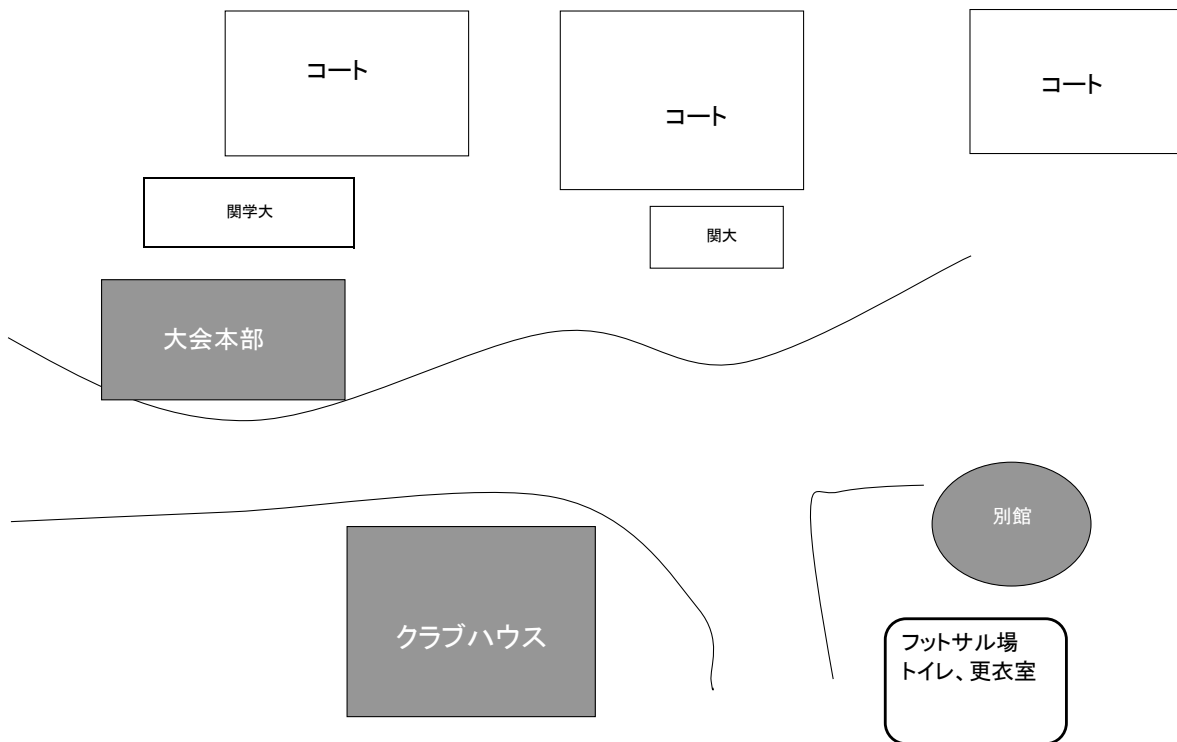 コート
コート
コート
関学大
関大
大会本部
別館
クラブハウス
フットサル場
トイレ、更衣室